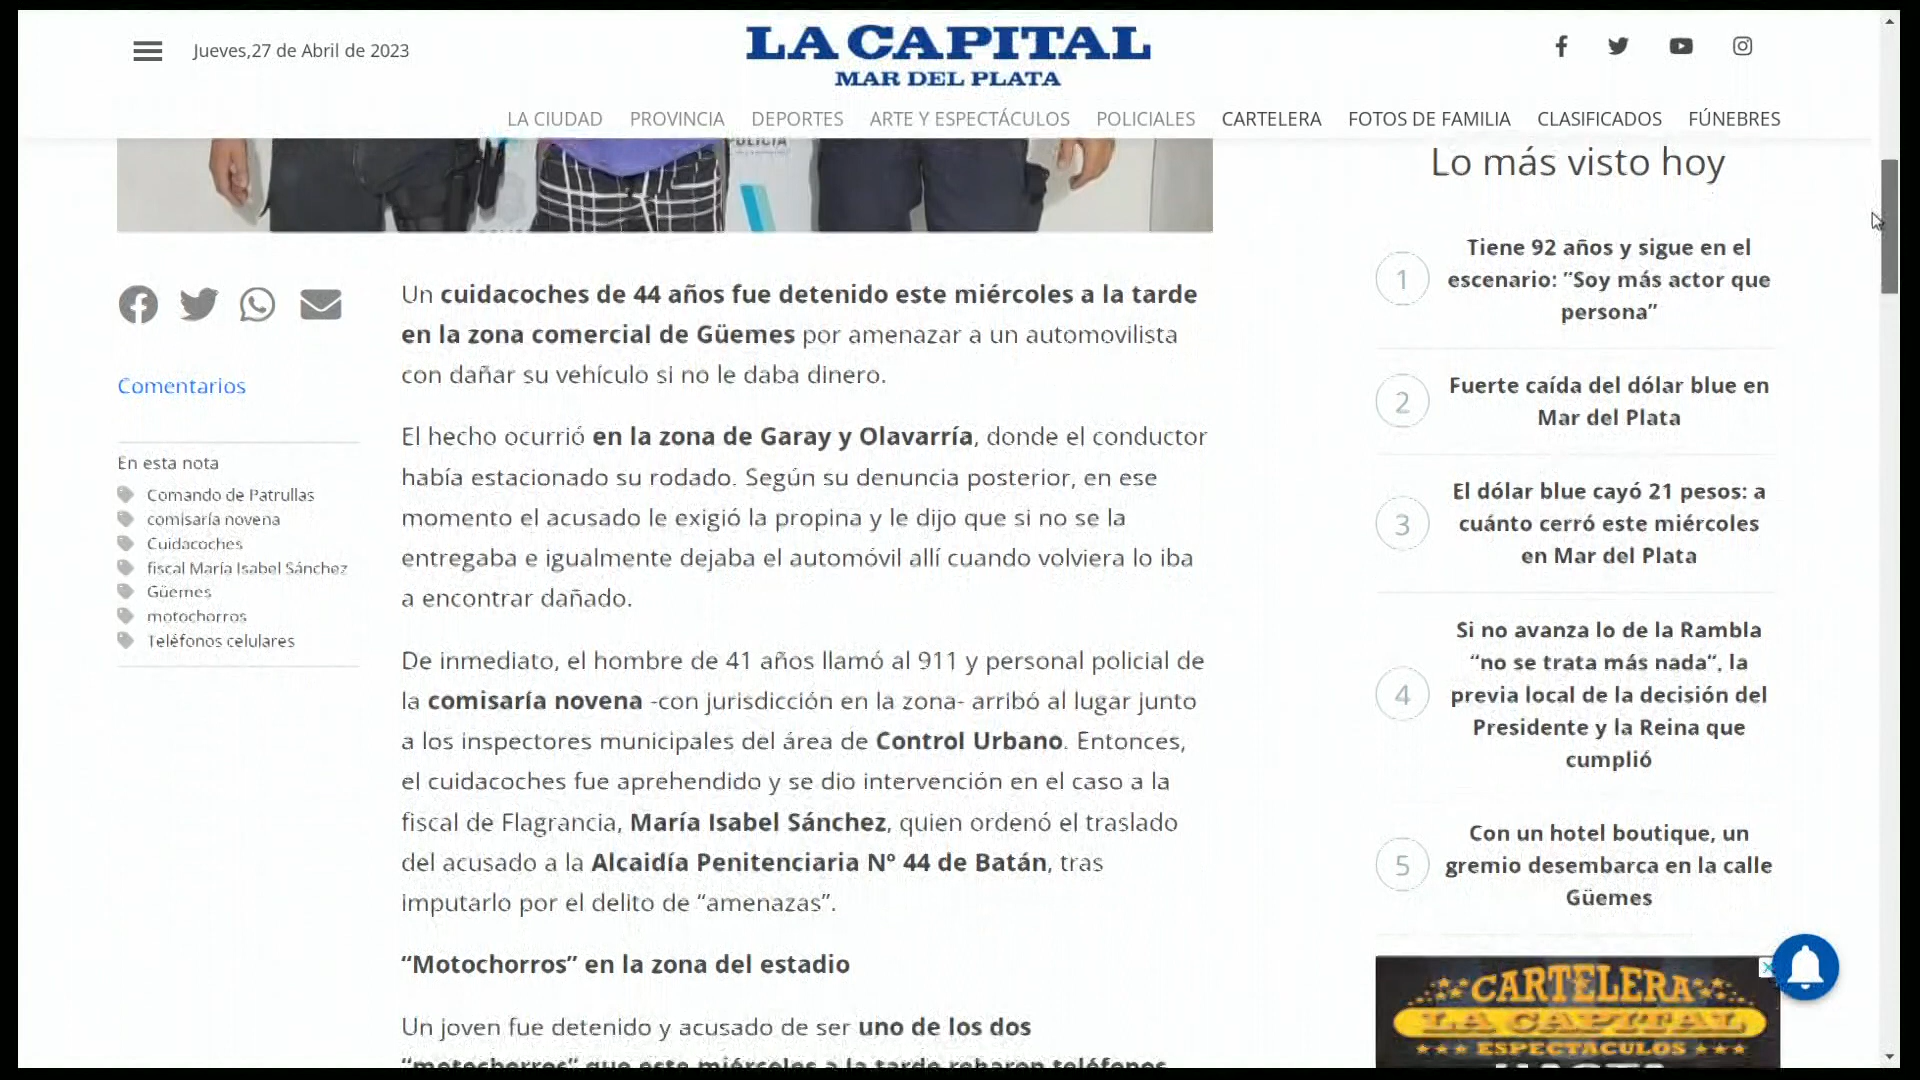 Jueves,27 de Abril de 2023
LA CAPITAL
MAR DEL PLATA
LA CIUDAD PROVINCIA DEPORTES ARTE Y ESPECTÁCULOS POLICIALES CARTELERA FOTOS DE FAMILIA CLASIFICADOS FÚNEBRES
Comentarios
En esta nota
Comando de Patrullas
comisaría novena
Cuidacoches
fiscal María Isabel Sánchez
Güemes
motochorros
Teléfonos celulares
Un cuidacoches de 44 años fue detenido este miércoles a la tarde
en la zona comercial de Güemes por amenazar a un automovilista
con dañar su vehículo si no le daba dinero.
El hecho ocurrió en la zona de Garay y Olavarría, donde el conductor
había estacionado su rodado. Según su denuncia posterior, en ese
momento el acusado le exigió la propina y le dijo que si no se la
entregaba e igualmente dejaba el automóvil allí cuando volviera lo iba
a encontrar dañado.
De inmediato, el hombre de 41 años llamó al 911 y personal policial de
la comisaría novena -con jurisdicción en la zona- arribó al lugar junto
a los inspectores municipales del área de Control Urbano. Entonces,
el cuidacoches fue aprehendido y se dio intervención en el caso a la
fiscal de Flagrancia, María Isabel Sánchez, quien ordenó el traslado
del acusado a la Alcaidía Penitenciaria Nº 44 de Batán, tras
imputarlo por el delito de “amenazas”.
“Motochorros” en la zona del estadio
Un joven fue detenido y acusado de ser uno de los dos
“motochorros” que este miércoles a la tarde robaron teléfonos
Lo más visto hoy
1
Tiene 92 años y sigue en el
escenario: “Soy más actor que
persona”
2
Fuerte caída del dólar blue en
Mar del Plata
3
El dólar blue cayó 21 pesos: a
cuánto cerró este miércoles
en Mar del Plata
4
Si no avanza lo de la Rambla
“no se trata más nada”, la
previa local de la decisión del
Presidente y la Reina que
cumplió
5
Con un hotel boutique, un
gremio desembarca en la calle
Güemes
CARTELERA
LA CAPITAL
ESPECTACULOS